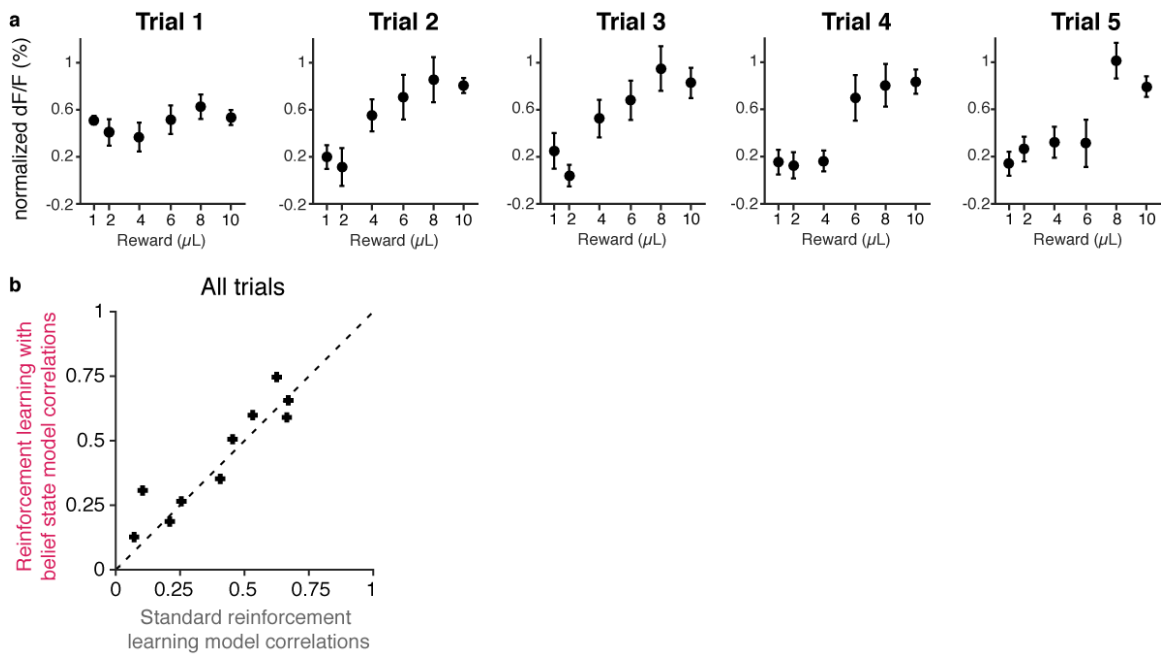 a
Trial 1
Trial 2
Trial 3
Trial 4
Trial 5
normalized dF/F (%)
1
0.6
0.2
-0.2
1 2 4 6 8 10
Reward (µL)
1
0.6
0.2
-0.2
1 2 4 6 8 10
Reward (µL)
1
0.6
0.2
-0.2
1 2 4 6 8 10
Reward (µL)
1
0.6
0.2
-0.2
1 2 4 6 8 10
Reward (µL)
1
0.6
0.2
-0.2
1 2 4 6 8 10
Reward (µL)
b
All trials
Reinforcement learning with
belief state model correlations
1
0.75
0.5
0.25
0
0 0.25 0.5 0.75 1
Standard reinforcement
learning model correlations